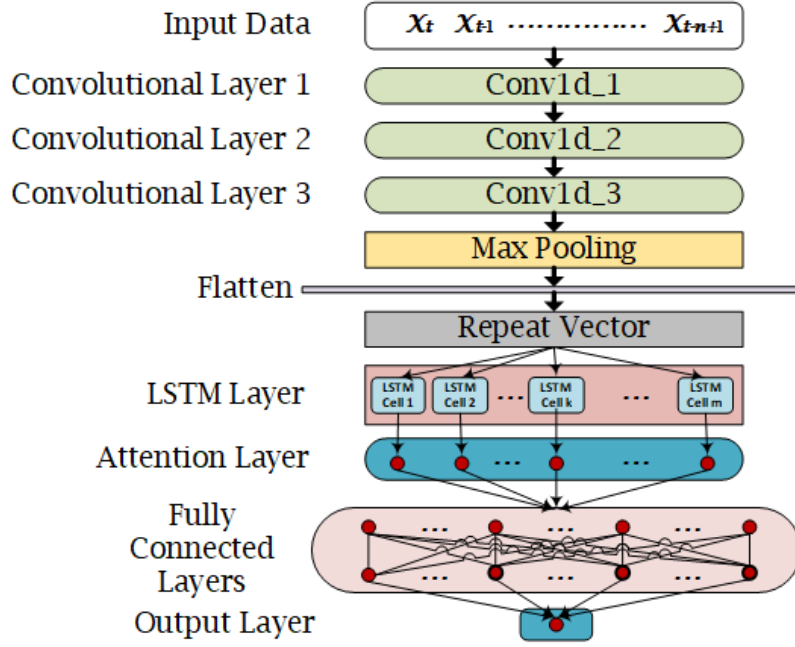 Input Data
X_t X_t-1 ................ X_t-n+1
Convolutional Layer 1
Conv1d_1
Convolutional Layer 2
Conv1d_2
Convolutional Layer 3
Conv1d_3
Max Pooling
Flatten
Repeat Vector
LSTM Layer
LSTM Cell 1
LSTM Cell 2
...
LSTM Cell k
...
LSTM Cell m
Attention Layer
... ...
Fully
Connected
Layers
... ... ...
... ... ...
Output Layer